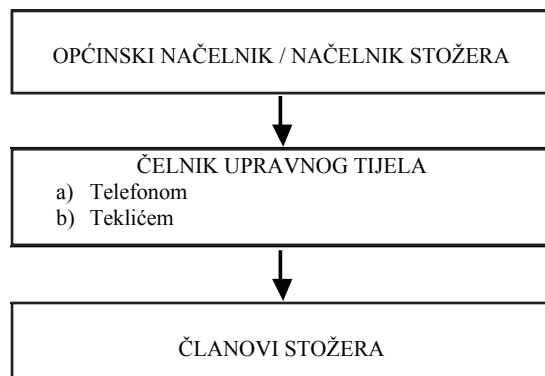 OPĆINSKI NAČELNIK / NAČELNIK STOŽERA
ČELNIK UPRAVNOG TIJELA
a) Telefonom
b) Teklićem
ČLANOVI STOŽERA